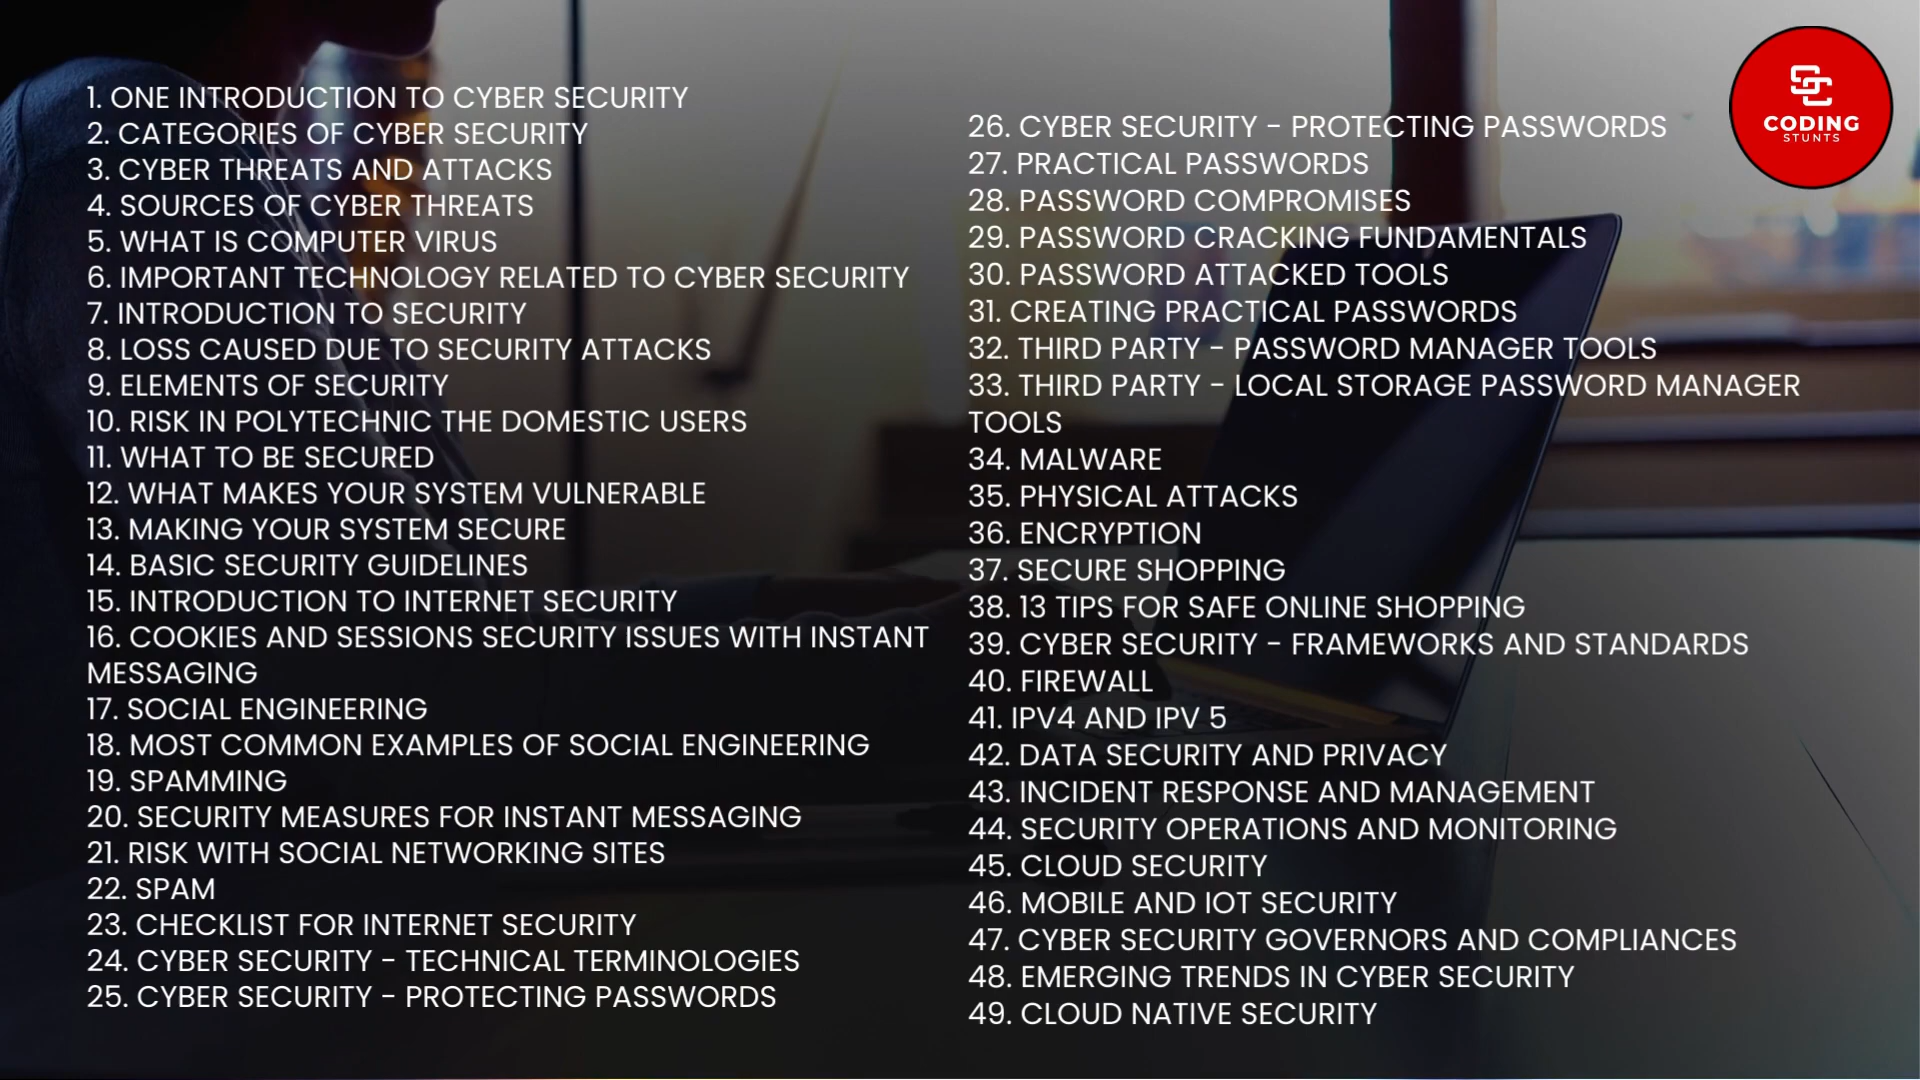 1. ONE INTRODUCTION TO CYBER SECURITY
2. CATEGORIES OF CYBER SECURITY
3. CYBER THREATS AND ATTACKS
4. SOURCES OF CYBER THREATS
5. WHAT IS COMPUTER VIRUS
6. IMPORTANT TECHNOLOGY RELATED TO CYBER SECURITY
7. INTRODUCTION TO SECURITY
8. LOSS CAUSED DUE TO SECURITY ATTACKS
9. ELEMENTS OF SECURITY
10. RISK IN POLYTECHNIC THE DOMESTIC USERS
11. WHAT TO BE SECURED
12. WHAT MAKES YOUR SYSTEM VULNERABLE
13. MAKING YOUR SYSTEM SECURE
14. BASIC SECURITY GUIDELINES
15. INTRODUCTION TO INTERNET SECURITY
16. COOKIES AND SESSIONS SECURITY ISSUES WITH INSTANT
MESSAGING
17. SOCIAL ENGINEERING
18. MOST COMMON EXAMPLES OF SOCIAL ENGINEERING
19. SPAMMING
20. SECURITY MEASURES FOR INSTANT MESSAGING
21. RISK WITH SOCIAL NETWORKING SITES
22. SPAM
23. CHECKLIST FOR INTERNET SECURITY
24. CYBER SECURITY - TECHNICAL TERMINOLOGIES
25. CYBER SECURITY - PROTECTING PASSWORDS
26. CYBER SECURITY - PROTECTING PASSWORDS
27. PRACTICAL PASSWORDS
28. PASSWORD COMPROMISES
29. PASSWORD CRACKING FUNDAMENTALS
30. PASSWORD ATTACKED TOOLS
31. CREATING PRACTICAL PASSWORDS
32. THIRD PARTY - PASSWORD MANAGER TOOLS
33. THIRD PARTY - LOCAL STORAGE PASSWORD MANAGER
TOOLS
34. MALWARE
35. PHYSICAL ATTACKS
36. ENCRYPTION
37. SECURE SHOPPING
38. 13 TIPS FOR SAFE ONLINE SHOPPING
39. CYBER SECURITY - FRAMEWORKS AND STANDARDS
40. FIREWALL
41. IPV4 AND IPV 5
42. DATA SECURITY AND PRIVACY
43. INCIDENT RESPONSE AND MANAGEMENT
44. SECURITY OPERATIONS AND MONITORING
45. CLOUD SECURITY
46. MOBILE AND IOT SECURITY
47. CYBER SECURITY GOVERNORS AND COMPLIANCES
48. EMERGING TRENDS IN CYBER SECURITY
49. CLOUD NATIVE SECURITY
CODING
STUNTS